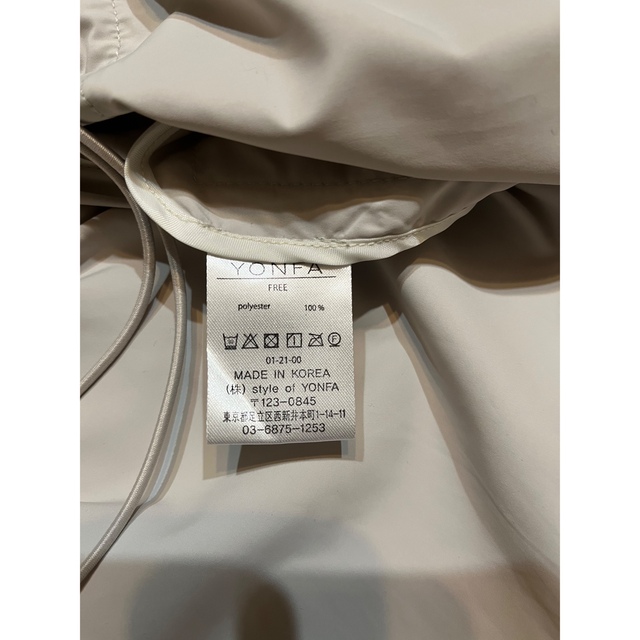 YONFA
FREE
polyester 100 %
01-21-00
MADE IN KOREA
(株) style of YONFA
〒123-0845
東京都足立区西新井本町1-14-11
03-6875-1253